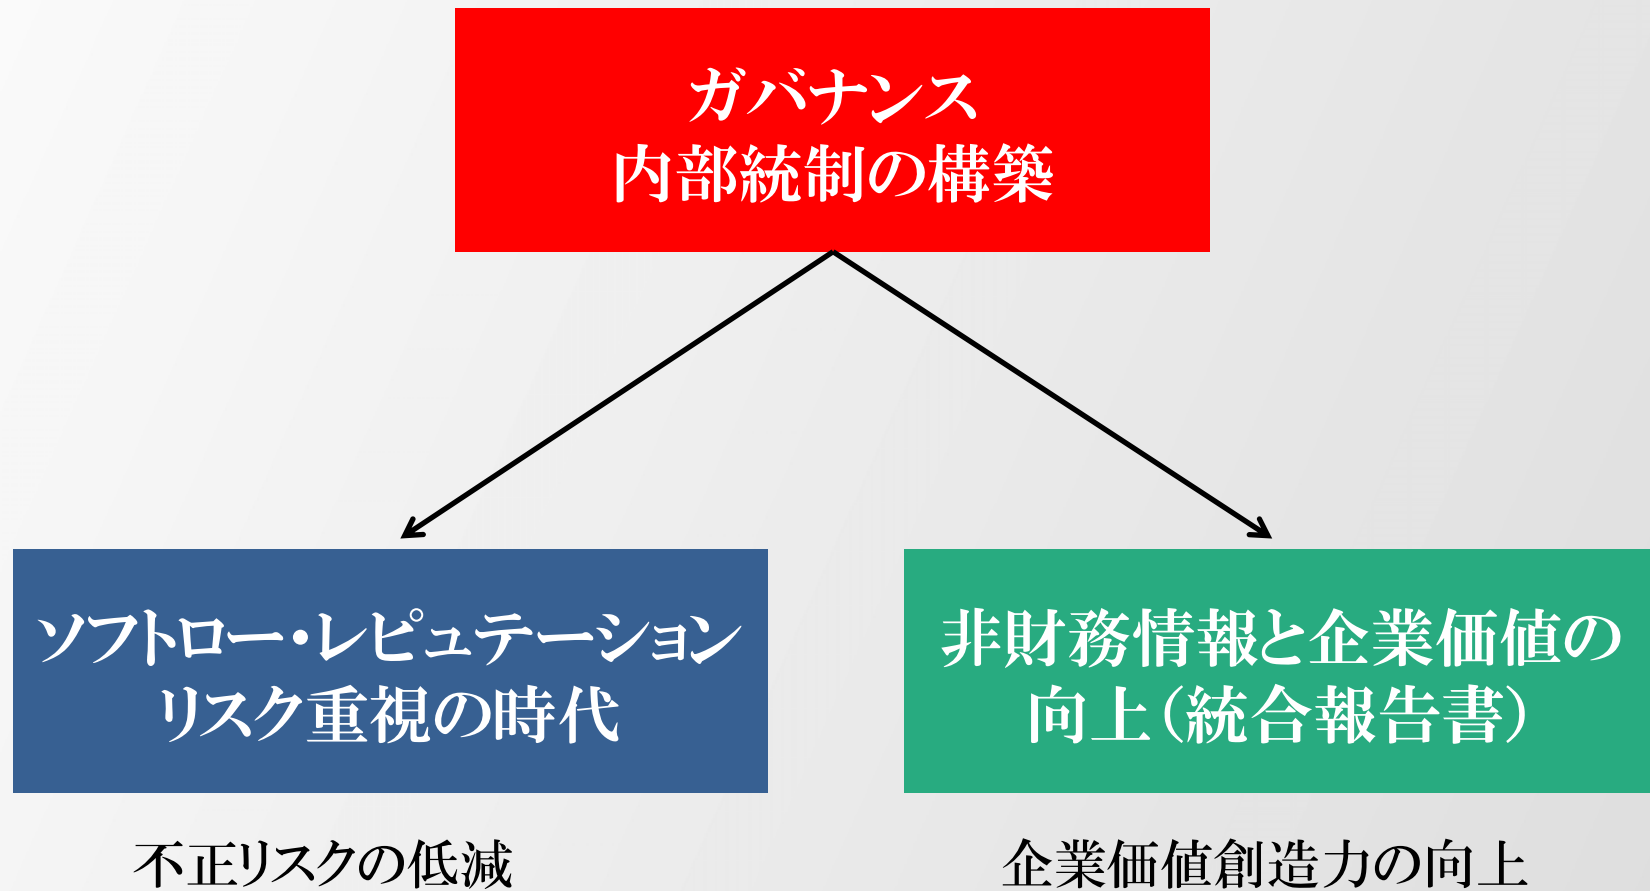 ガバナンス
内部統制の構築
ソフトロー・レピュテーション
リスク重視の時代
非財務情報と企業価値の
向上（統合報告書）
不正リスクの低減
企業価値創造力の向上